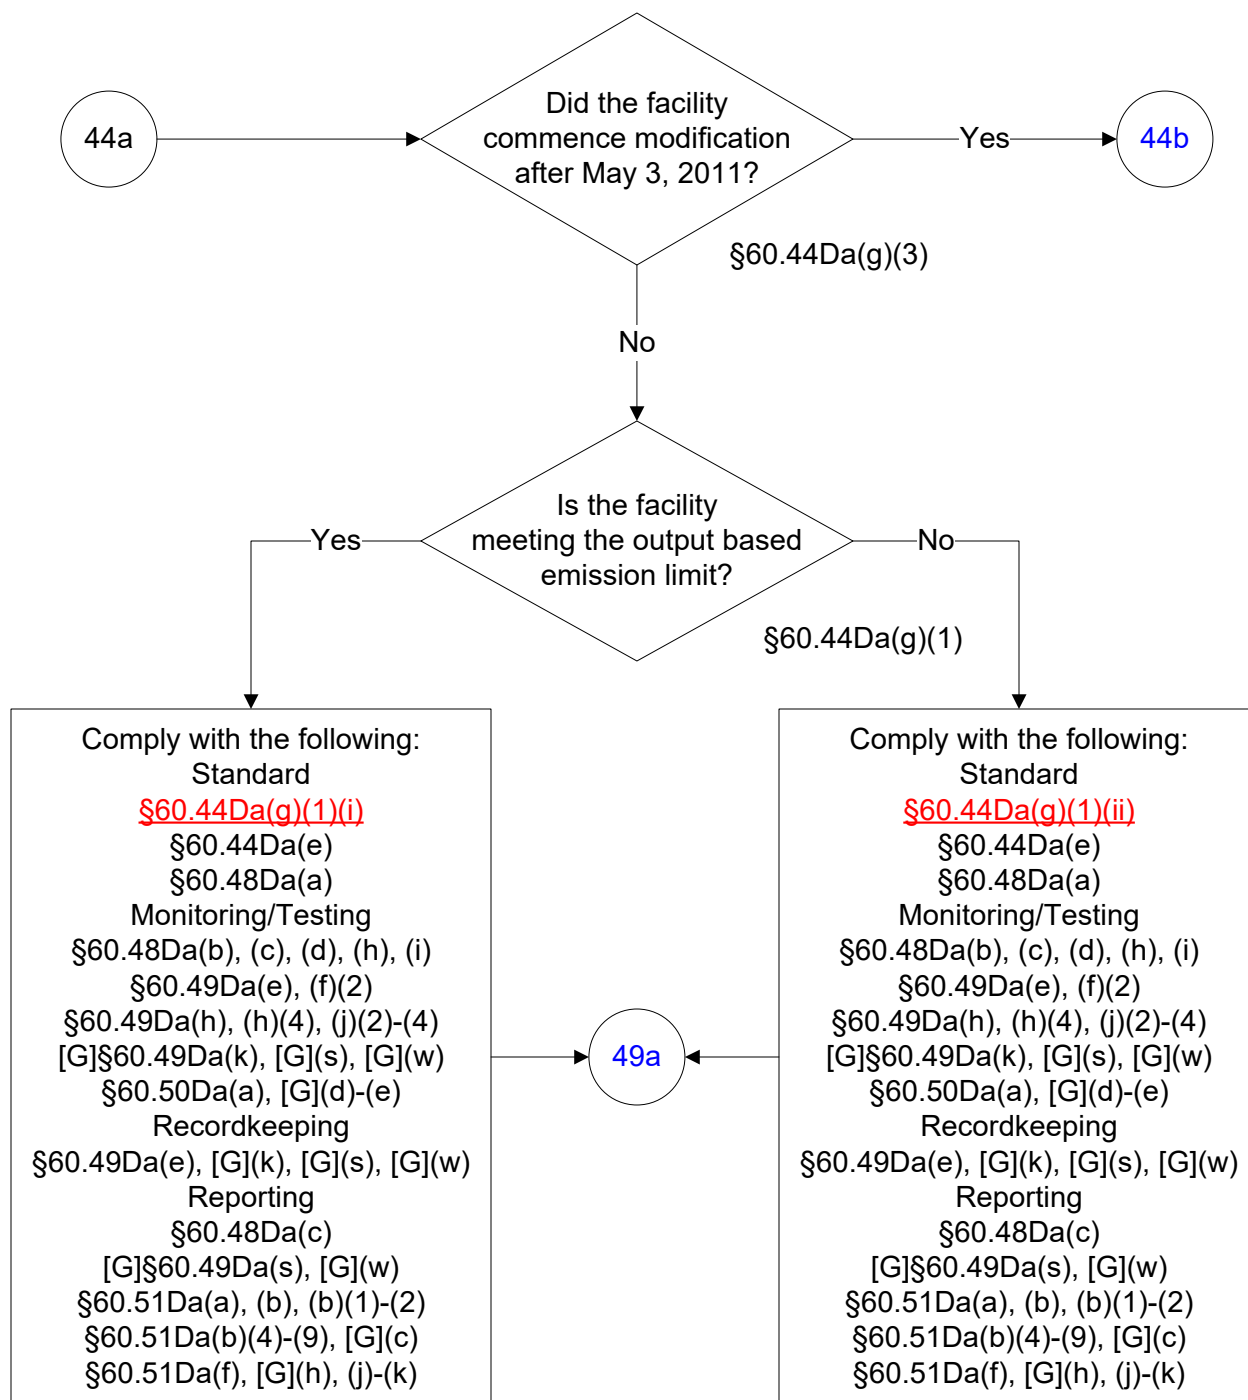 44a
Did the facility
commence modification
after May 3, 2011?
Yes
44b
§60.44Da(g)(3)
No
Is the facility
meeting the output based
emission limit?
Yes
No
§60.44Da(g)(1)
Comply with the following:
Standard
§60.44Da(g)(1)(i)
§60.44Da(e)
§60.48Da(a)
Monitoring/Testing
§60.48Da(b), (c), (d), (h), (i)
§60.49Da(e), (f)(2)
§60.49Da(h), (h)(4), (j)(2)-(4)
[G]§60.49Da(k), [G](s), [G](w)
§60.50Da(a), [G](d)-(e)
Recordkeeping
§60.49Da(e), [G](k), [G](s), [G](w)
Reporting
§60.48Da(c)
[G]§60.49Da(s), [G](w)
§60.51Da(a), (b), (b)(1)-(2)
§60.51Da(b)(4)-(9), [G](c)
§60.51Da(f), [G](h), (j)-(k)
49a
Comply with the following:
Standard
§60.44Da(g)(1)(ii)
§60.44Da(e)
§60.48Da(a)
Monitoring/Testing
§60.48Da(b), (c), (d), (h), (i)
§60.49Da(e), (f)(2)
§60.49Da(h), (h)(4), (j)(2)-(4)
[G]§60.49Da(k), [G](s), [G](w)
§60.50Da(a), [G](d)-(e)
Recordkeeping
§60.49Da(e), [G](k), [G](s), [G](w)
Reporting
§60.48Da(c)
[G]§60.49Da(s), [G](w)
§60.51Da(a), (b), (b)(1)-(2)
§60.51Da(b)(4)-(9), [G](c)
§60.51Da(f), [G](h), (j)-(k)